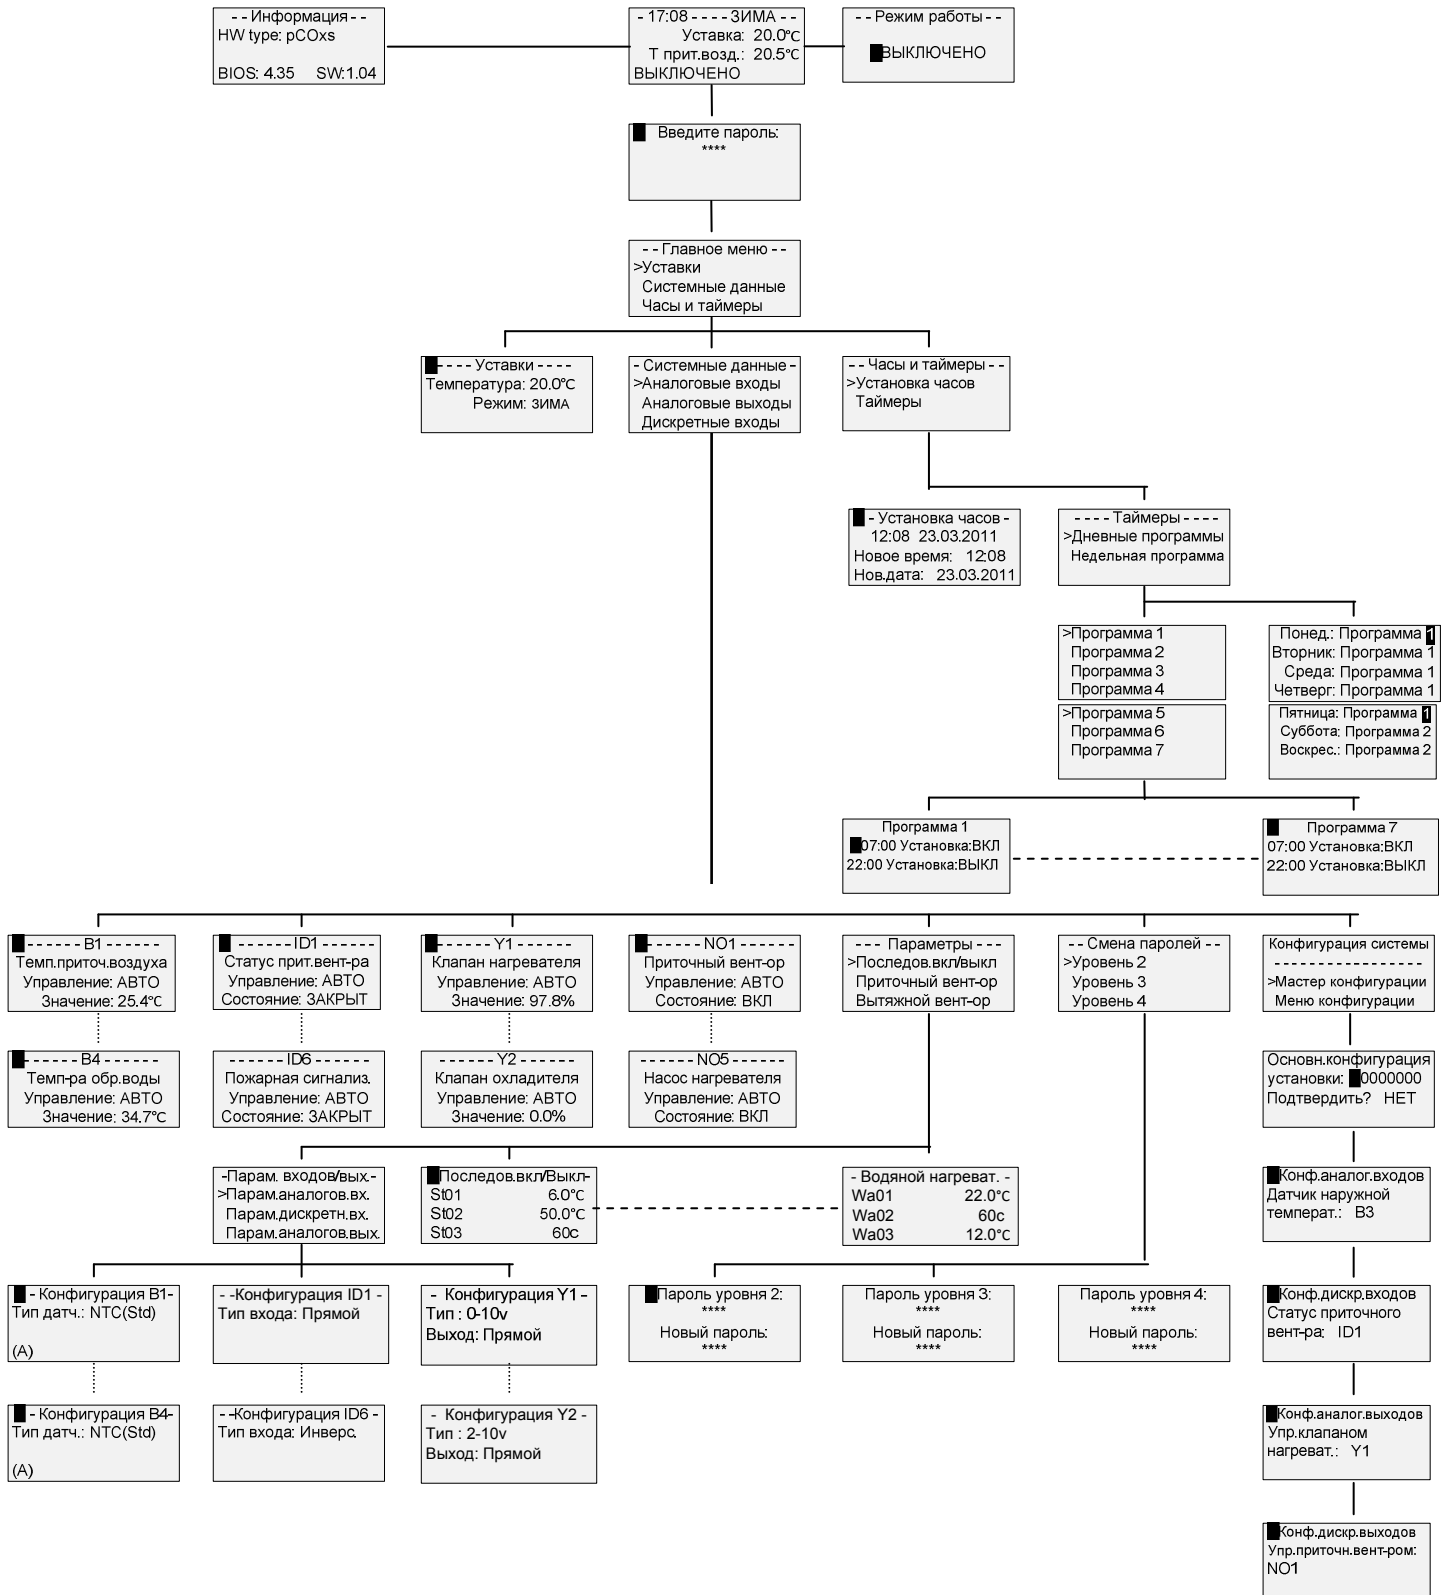 - - Информация - -
HW type: pCOxs
BIOS: 4.35 SW:1.04
- 17:08 - - - - ЗИМА - -
Уставка: 20.0°C
Т прит.возд.: 20.5°C
ВЫКЛЮЧЕНО
- - Режим работы - -
ВЫКЛЮЧЕНО
Введите пароль:
****
- - Главное меню - -
>Уставки
Системные данные
Часы и таймеры
- - - - Уставки - - - -
Температура: 20.0°C
Режим: ЗИМА
- Системные данные -
>Аналоговые входы
Аналоговые выходы
Дискретные входы
- - Часы и таймеры - -
>Установка часов
Таймеры
- Установка часов -
12:08 23.03.2011
Новое время: 12:08
Нов.дата: 23.03.2011
- - - - Таймеры - - - -
>Дневные программы
Недельная программа
>Программа 1
Программа 2
Программа 3
Программа 4
>Программа 5
Программа 6
Программа 7
Понед.: Программа 1
Вторник: Программа 1
Среда: Программа 1
Четверг: Программа 1
Пятница: Программа 1
Суббота: Программа 2
Воскрес.: Программа 2
Программа 1
07:00 Установка:ВКЛ
22:00 Установка:ВЫКЛ
Программа 7
07:00 Установка:ВКЛ
22:00 Установка:ВЫКЛ
- - - - - - B1 - - - - - -
Темп.приточ.воздуха
Управление: АВТО
Значение: 25.4°C
- - - - - - ID1 - - - - - -
Статус прит.вент-ра
Управление: АВТО
Состояние: ЗАКРЫТ
- - - - - - Y1 - - - - - -
Клапан нагревателя
Управление: АВТО
Значение: 97.8%
- - - - - - NO1 - - - - - -
Приточный вент-ор
Управление: АВТО
Состояние: ВКЛ
- - - Параметры - - -
>Последов.вкл/выкл
Приточный вент-ор
Вытяжной вент-ор
- - Смена паролей - -
>Уровень 2
Уровень 3
Уровень 4
Конфигурация системы
- - - - - - - - - - - - - - - - -
>Мастер конфигурации
Меню конфигурации
- - - - - - B4 - - - - - -
Темп-ра обр.воды
Управление: АВТО
Значение: 34.7°C
- - - - - - ID6 - - - - - -
Пожарная сигнализ.
Управление: АВТО
Состояние: ЗАКРЫТ
- - - - - - Y2 - - - - - -
Клапан охладителя
Управление: АВТО
Значение: 0.0%
- - - - - - NO5 - - - - - -
Насос нагревателя
Управление: АВТО
Состояние: ВКЛ
Основн.конфигурация
установки: 0000000
Подтвердить? НЕТ
-Парам. входов/вых.-
>Парам.аналогов.вх.
Парам.дискретн.вх.
Парам.аналогов.вых.
Последов.вкл/Выкл-
St01 6.0°C
St02 50.0°C
St03 60c
- Водяной нагреват. -
Wa01 22.0°C
Wa02 60c
Wa03 12.0°C
Конф.аналог.входов
Датчик наружной
температ.: B3
- Конфигурация B1-
Тип датч.: NTC(Std)
(A)
- -Конфигурация ID1 -
Тип входа: Прямой
- Конфигурация Y1 -
Тип : 0-10v
Выход: Прямой
Пароль уровня 2:
****
Новый пароль:
****
Пароль уровня 3:
****
Новый пароль:
****
Пароль уровня 4:
****
Новый пароль:
****
Конф.дискр.входов
Статус приточного
вент-ра: ID1
- Конфигурация B4-
Тип датч.: NTC(Std)
(A)
- -Конфигурация ID6 -
Тип входа: Инверс.
- Конфигурация Y2 -
Тип : 2-10v
Выход: Прямой
Конф.аналог.выходов
Упр.клапаном
нагреват.: Y1
Конф.дискр.выходов
Упр.приточн.вент-ром:
NO1